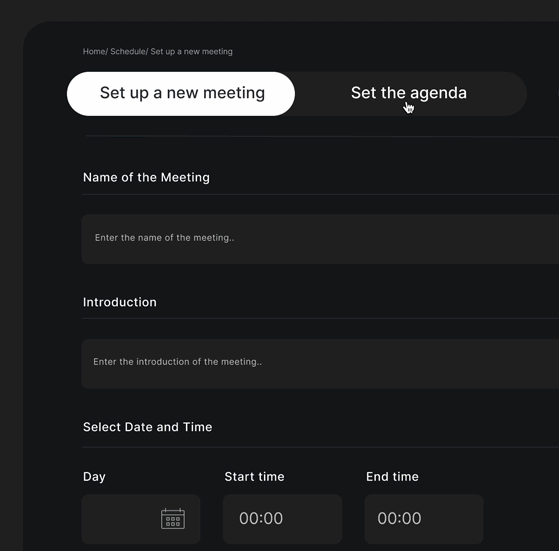 Home/ Schedule/ Set up a new meeting
Set up a new meeting
Set the agenda
Name of the Meeting
Enter the name of the meeting..
Introduction
Enter the introduction of the meeting..
Select Date and Time
Day
Start time
End time
00:00
00:00